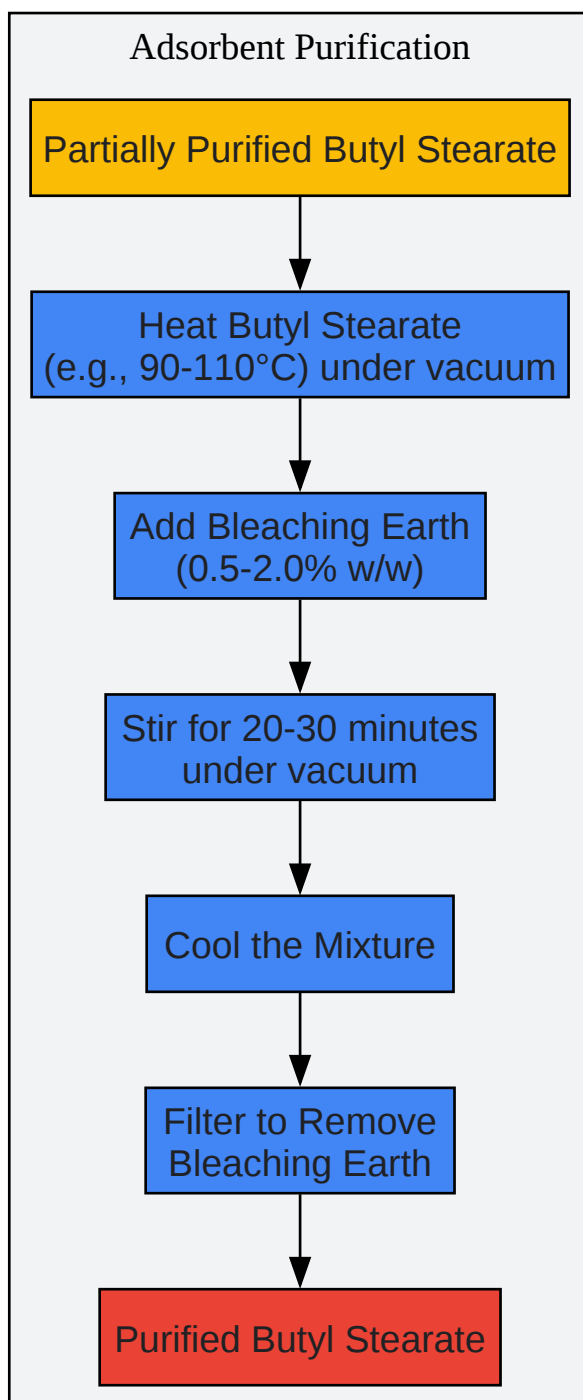 Adsorbent Purification
Partially Purified Butyl Stearate
Heat Butyl Stearate
(e.g., 90-110°C) under vacuum
Add Bleaching Earth
(0.5-2.0% w/w)
Stir for 20-30 minutes
under vacuum
Cool the Mixture
Filter to Remove
Bleaching Earth
Purified Butyl Stearate